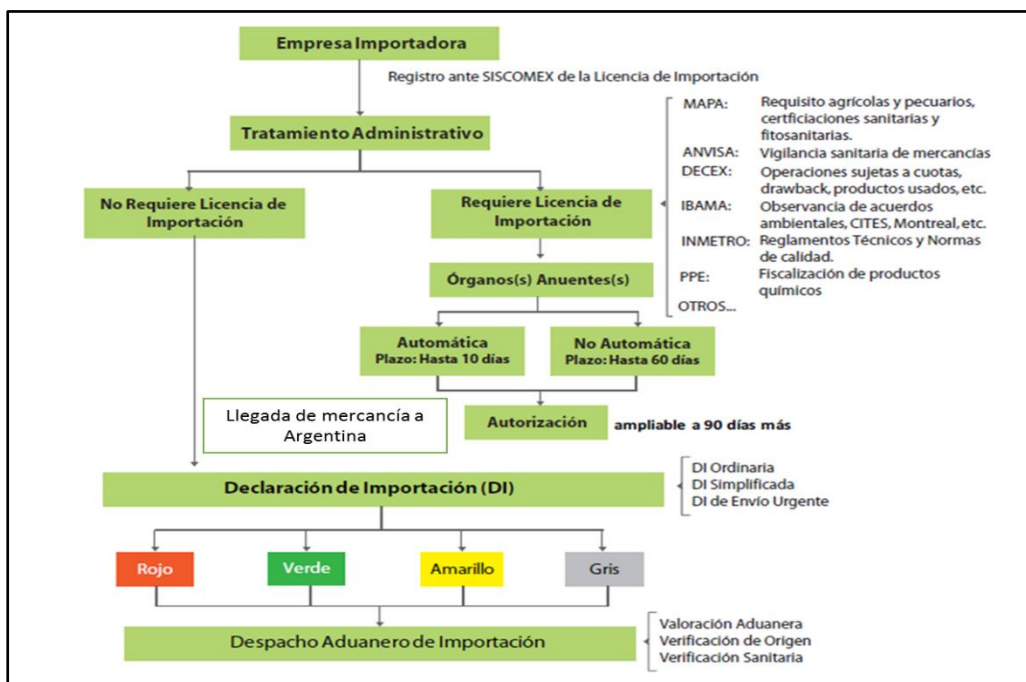 Empresa Importadora
Registro ante SISCOMEX de la Licencia de Importación
Tratamiento Administrativo
No Requiere Licencia de
Importación
Requiere Licencia de
Importación
Órganos(s) Anuentes(s)
MAPA: Requisito agrícolas y pecuarios,
certficiaciones sanitarias y
fitosanitarias.
ANVISA: Vigilancia sanitaria de mercancías
DECEX: Operaciones sujetas a cuotas,
drawback, productos usados, etc.
IBAMA: Observancia de acuerdos
ambientales, CITES, Montreal, etc.
INMETRO: Reglamentos Técnicos y Normas
de calidad.
PPE: Fiscalización de productos
químicos
OTROS...
Automática
Plazo: Hasta 10 días
No Automática
Plazo: Hasta 60 días
Autorización
ampliable a 90 días más
Llegada de mercancía a
Argentina
Declaración de Importación (DI)
DI Ordinaria
DI Simplificada
DI de Envío Urgente
Rojo
Verde
Amarillo
Gris
Despacho Aduanero de Importación
Valoración Aduanera
Verificación de Origen
Verificación Sanitaria